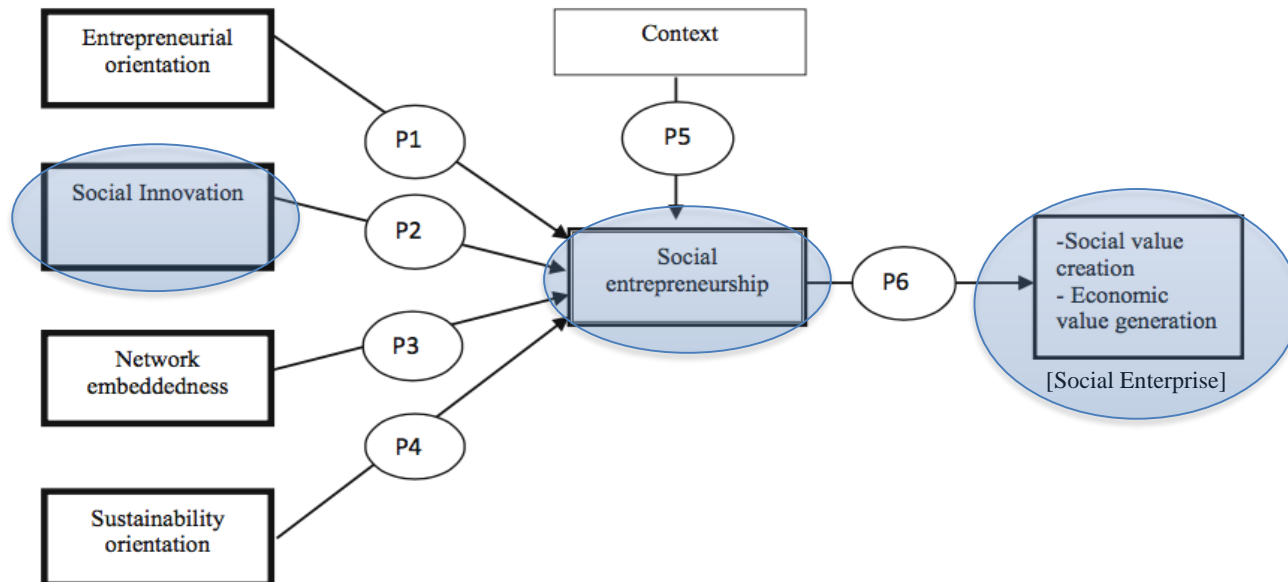 Entrepreneurial
orientation
Context
P1
P5
Social Innovation
P2
Social
entrepreneurship
P6
-Social value
creation
- Economic
value generation
[Social Enterprise]
P3
Network
embeddedness
P4
Sustainability
orientation